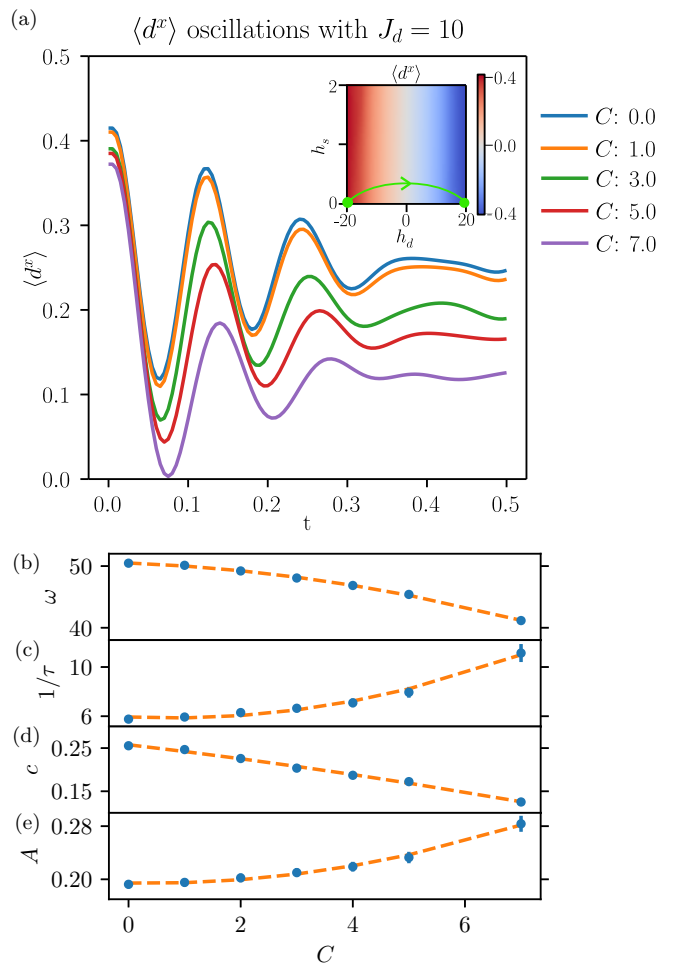 (a)
⟨dˣ⟩ oscillations with J_d = 10
0.5
0.4
0.3
0.2
0.1
0.0
⟨dˣ⟩
0.0 0.1 0.2 0.3 0.4 0.5
t
⟨dˣ⟩
2
h_s
0
-20 0 20
h_d
0.4
0.0
−0.4
C: 0.0
C: 1.0
C: 3.0
C: 5.0
C: 7.0
(b)
50
40
ω
(c)
10
6
1/τ
(d)
0.25
0.15
c
(e)
0.28
0.20
A
0 2 4 6
C